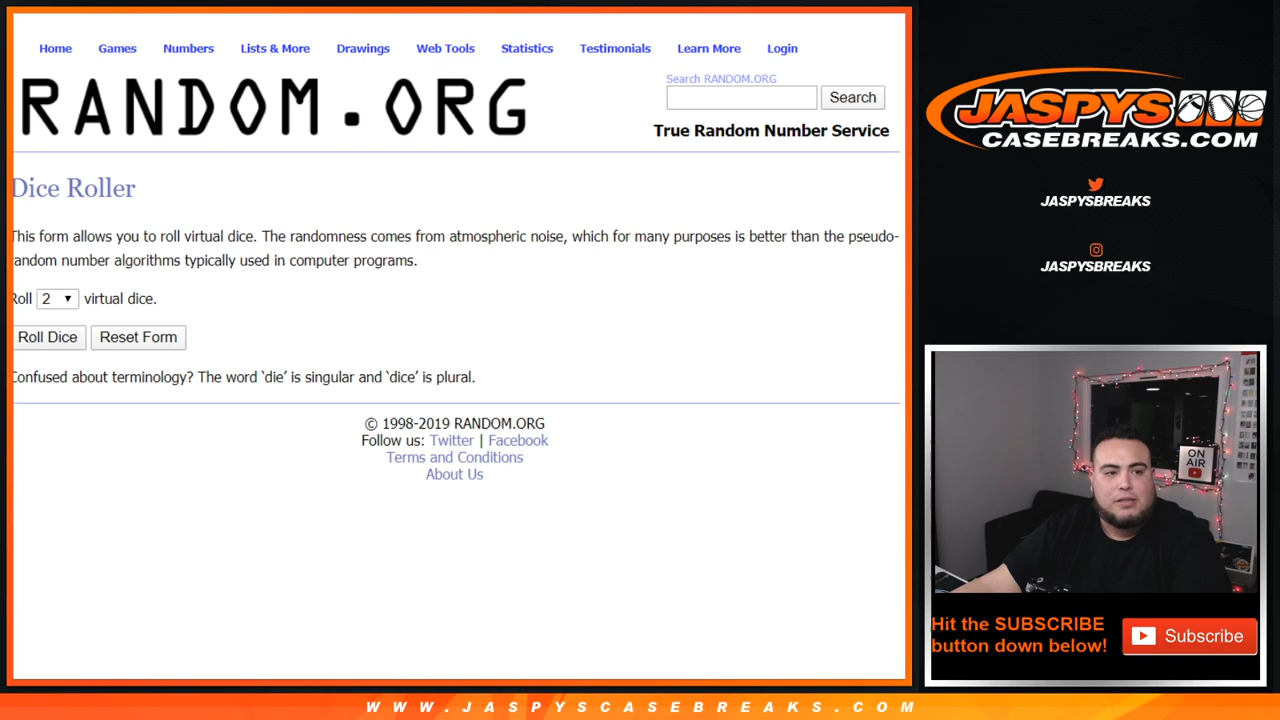 Home Games Numbers Lists & More Drawings Web Tools Statistics Testimonials Learn More Login
RANDOM.ORG
Search RANDOM.ORG
Search
True Random Number Service
Dice Roller
This form allows you to roll virtual dice. The randomness comes from atmospheric noise, which for many purposes is better than the pseudo-
random number algorithms typically used in computer programs.
Roll 2 virtual dice.
Roll Dice Reset Form
Confused about terminology? The word ‘die’ is singular and ‘dice’ is plural.
© 1998-2019 RANDOM.ORG
Follow us: Twitter | Facebook
Terms and Conditions
About Us
JASPYS
CASEBREAKS.COM
JASPYSBREAKS
JASPYSBREAKS
ON
AIR
Hit the SUBSCRIBE
button down below!
Subscribe
WWW.JASPYSCASEBREAKS.COM